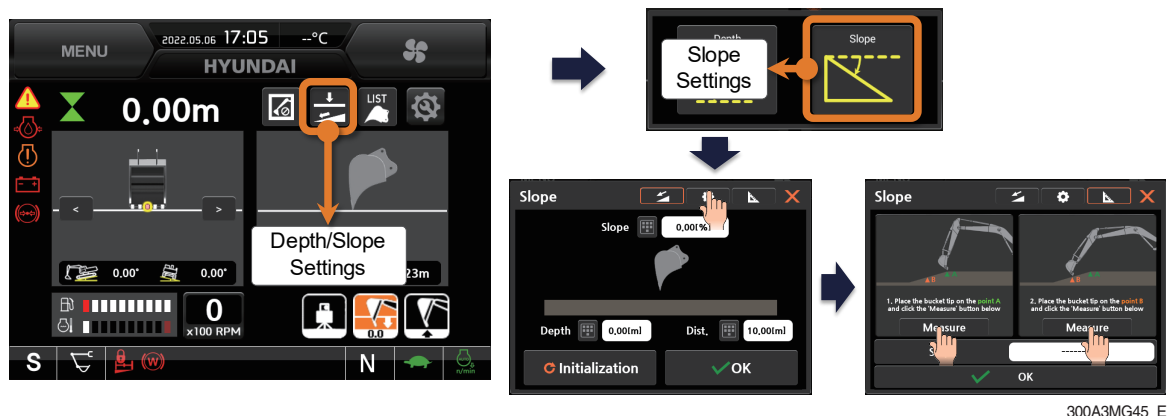 MENU
2022.05.06 17:05 --°C
HYUNDAI
0.00m
LIST
< >
0.00° 0.00°
23m
Depth/Slope
Settings
0
x100 RPM
0.0
S
(W)
N
n/min
Depth
Slope
Slope
Settings
Slope
Slope 0,00[%]
Depth 0,00[m] Dist. 10,00[m]
Initialization
OK
Slope
B A
B A
1, Place the bucket tip on the point A
and click the 'Measure' button below
2, Place the bucket tip on the point B
and click the 'Measure' button below
Measure
Measure
OK
300A3MG45_E